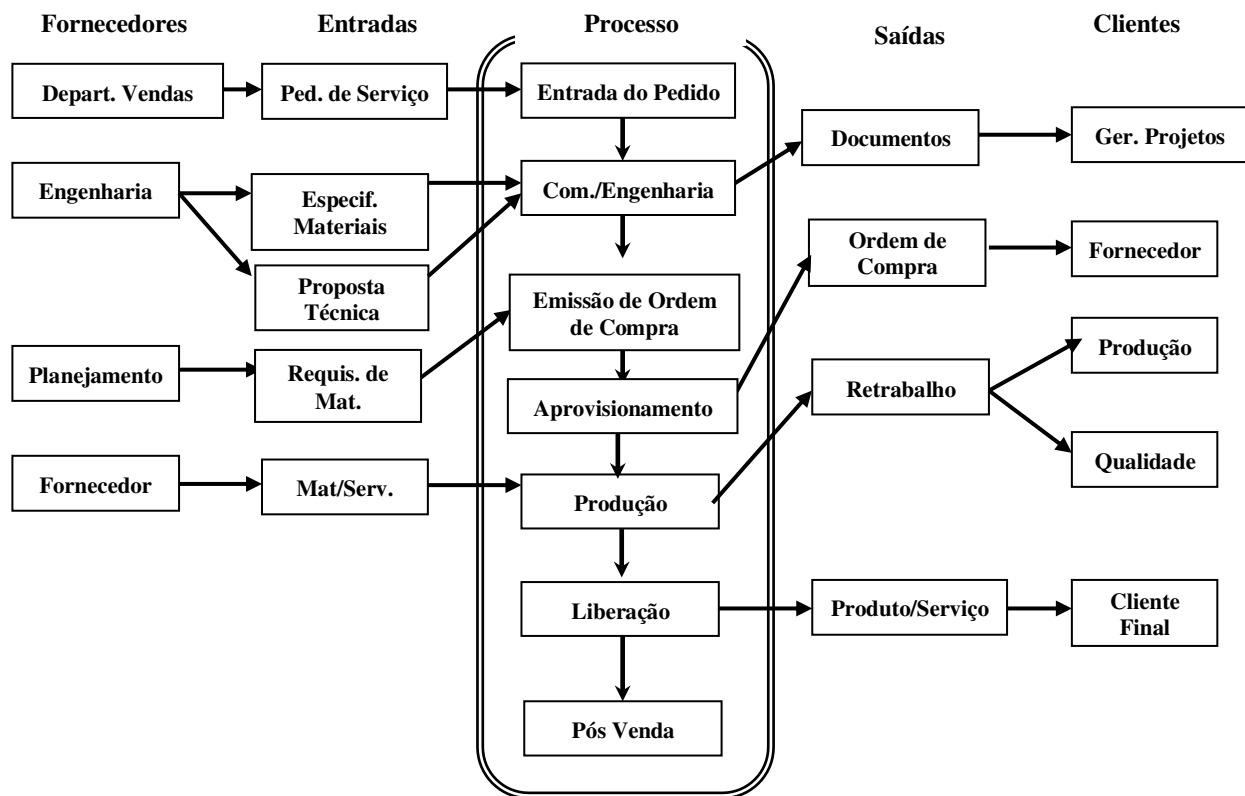 Fornecedores
Entradas
Processo
Saídas
Clientes
Depart. Vendas
Ped. de Serviço
Entrada do Pedido
Documentos
Ger. Projetos
Engenharia
Especif.
Materiais
Com./Engenharia
Proposta
Técnica
Ordem de
Compra
Fornecedor
Emissão de Ordem
de Compra
Planejamento
Requis. de
Mat.
Aprovisionamento
Retrabalho
Produção
Qualidade
Fornecedor
Mat/Serv.
Produção
Liberação
Produto/Serviço
Cliente
Final
Pós Venda